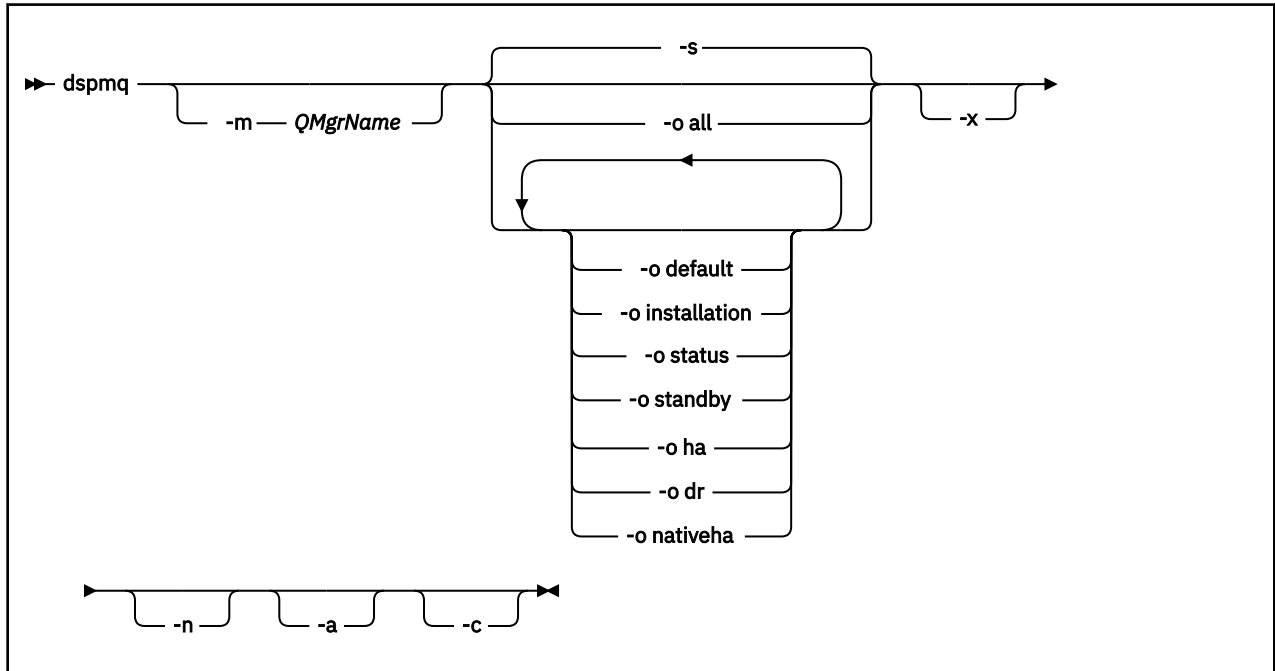 -s
dspmq
-m QMgrName
-o all
-x
-o default
-o installation
-o status
-o standby
-o ha
-o dr
-o nativeha
-n -a -c